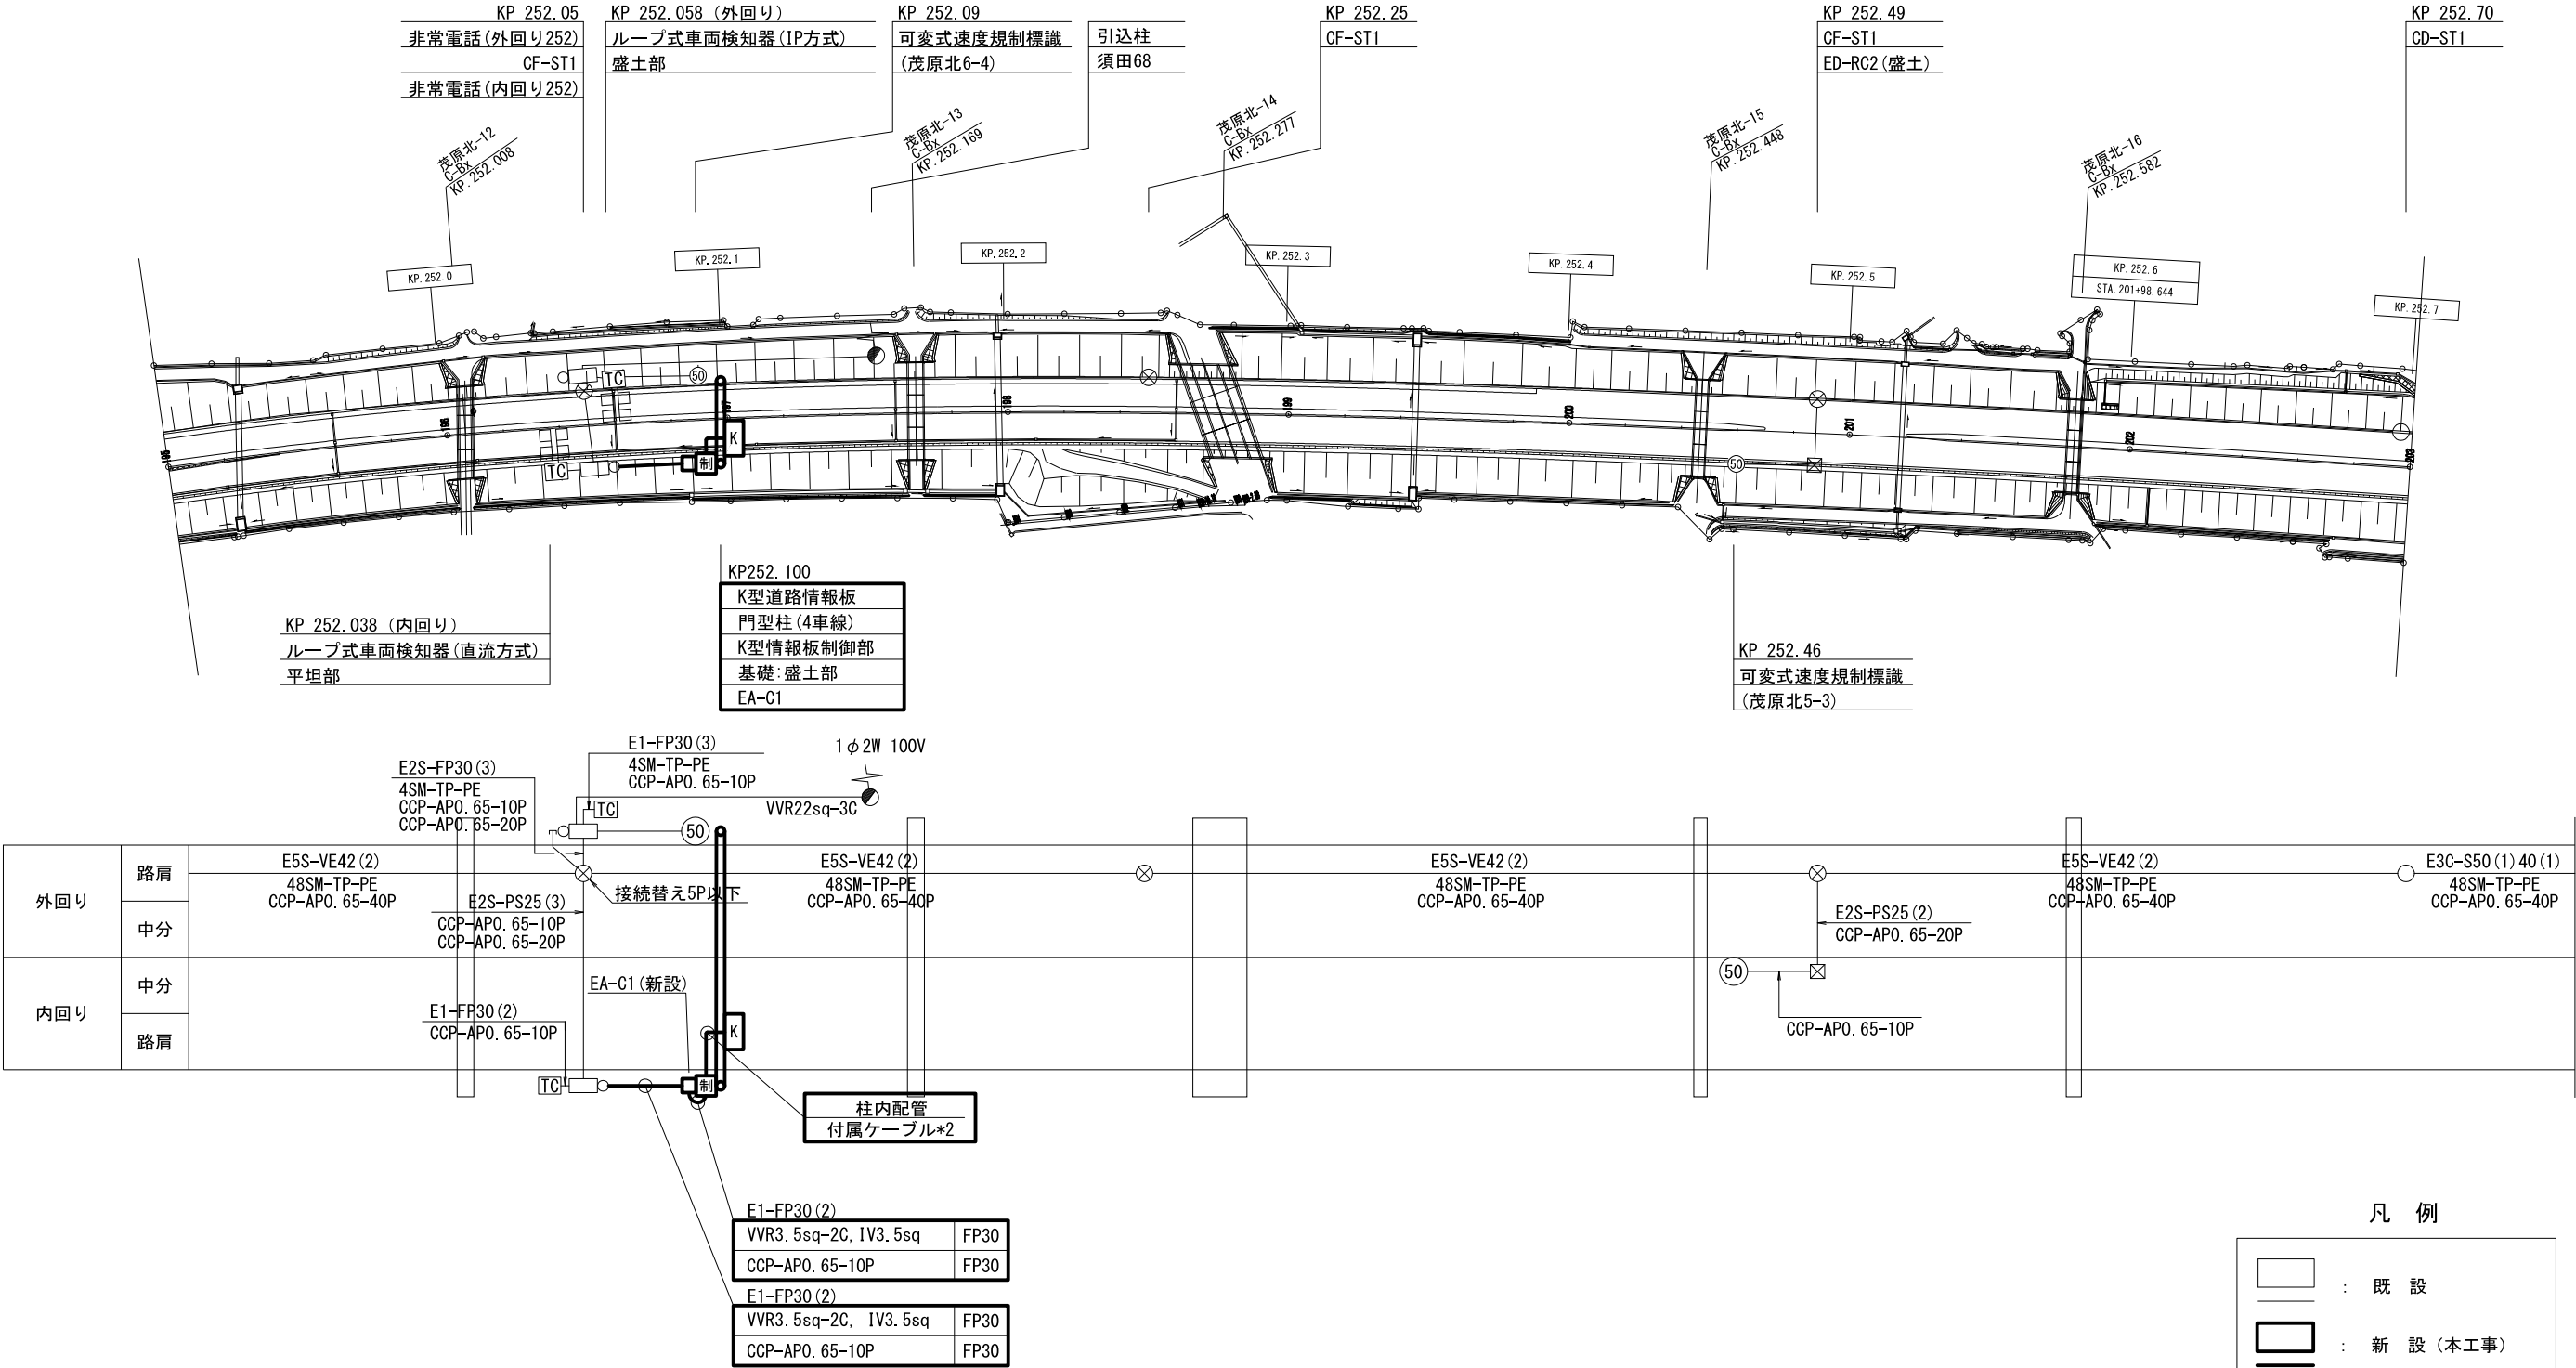 KP 252.05
非常電話(外回り252)
CF-ST1
非常電話(内回り252)
KP 252.058 (外回り)
ループ式車両検知器(IP方式)
盛土部
KP 252.09
可変式速度規制標識
(茂原北6-4)
引込柱
須田68
KP 252.25
CF-ST1
KP 252.49
CF-ST1
ED-RC2(盛土)
KP 252.70
CD-ST1
茂原北-12
C-Bx
KP.252.008
茂原北-13
C-Bx
KP.252.169
茂原北-14
C-Bx
KP.252.277
茂原北-15
C-Bx
KP.252.448
茂原北-16
C-Bx
KP.252.582
KP.252.0
KP.252.1
KP.252.2
KP.252.3
KP.252.4
KP.252.5
KP.252.6
STA.201+98.644
KP.252.7
TC
50
TC
制
K
50
195
196
197
198
199
200
201
202
203
KP 252.038 (内回り)
ループ式車両検知器(直流方式)
平坦部
KP252.100
K型道路情報板
門型柱(4車線)
K型情報板制御部
基礎:盛土部
EA-C1
KP 252.46
可変式速度規制標識
(茂原北5-3)
E1-FP30(3)
4SM-TP-PE
CCP-AP0.65-10P
1φ2W 100V
VVR22sq-3C
E2S-FP30(3)
4SM-TP-PE
CCP-AP0.65-10P
CCP-AP0.65-20P
TC
50
外回り
路肩
中分
内回り
中分
路肩
E5S-VE42(2)
48SM-TP-PE
CCP-AP0.65-40P
E5S-VE42(2)
48SM-TP-PE
CCP-AP0.65-40P
E5S-VE42(2)
48SM-TP-PE
CCP-AP0.65-40P
E5S-VE42(2)
48SM-TP-PE
CCP-AP0.65-40P
E3C-S50(1)40(1)
48SM-TP-PE
CCP-AP0.65-40P
接続替え5P以下
E2S-PS25(3)
CCP-AP0.65-10P
CCP-AP0.65-20P
E2S-PS25(2)
CCP-AP0.65-20P
50
CCP-AP0.65-10P
EA-C1(新設)
E1-FP30(2)
CCP-AP0.65-10P
K
TC
制
柱内配管
付属ケーブル*2
E1-FP30(2)
VVR3.5sq-2C, IV3.5sq FP30
CCP-AP0.65-10P FP30
E1-FP30(2)
VVR3.5sq-2C, IV3.5sq FP30
CCP-AP0.65-10P FP30
凡 例
: 既 設
: 新 設 (本工事)